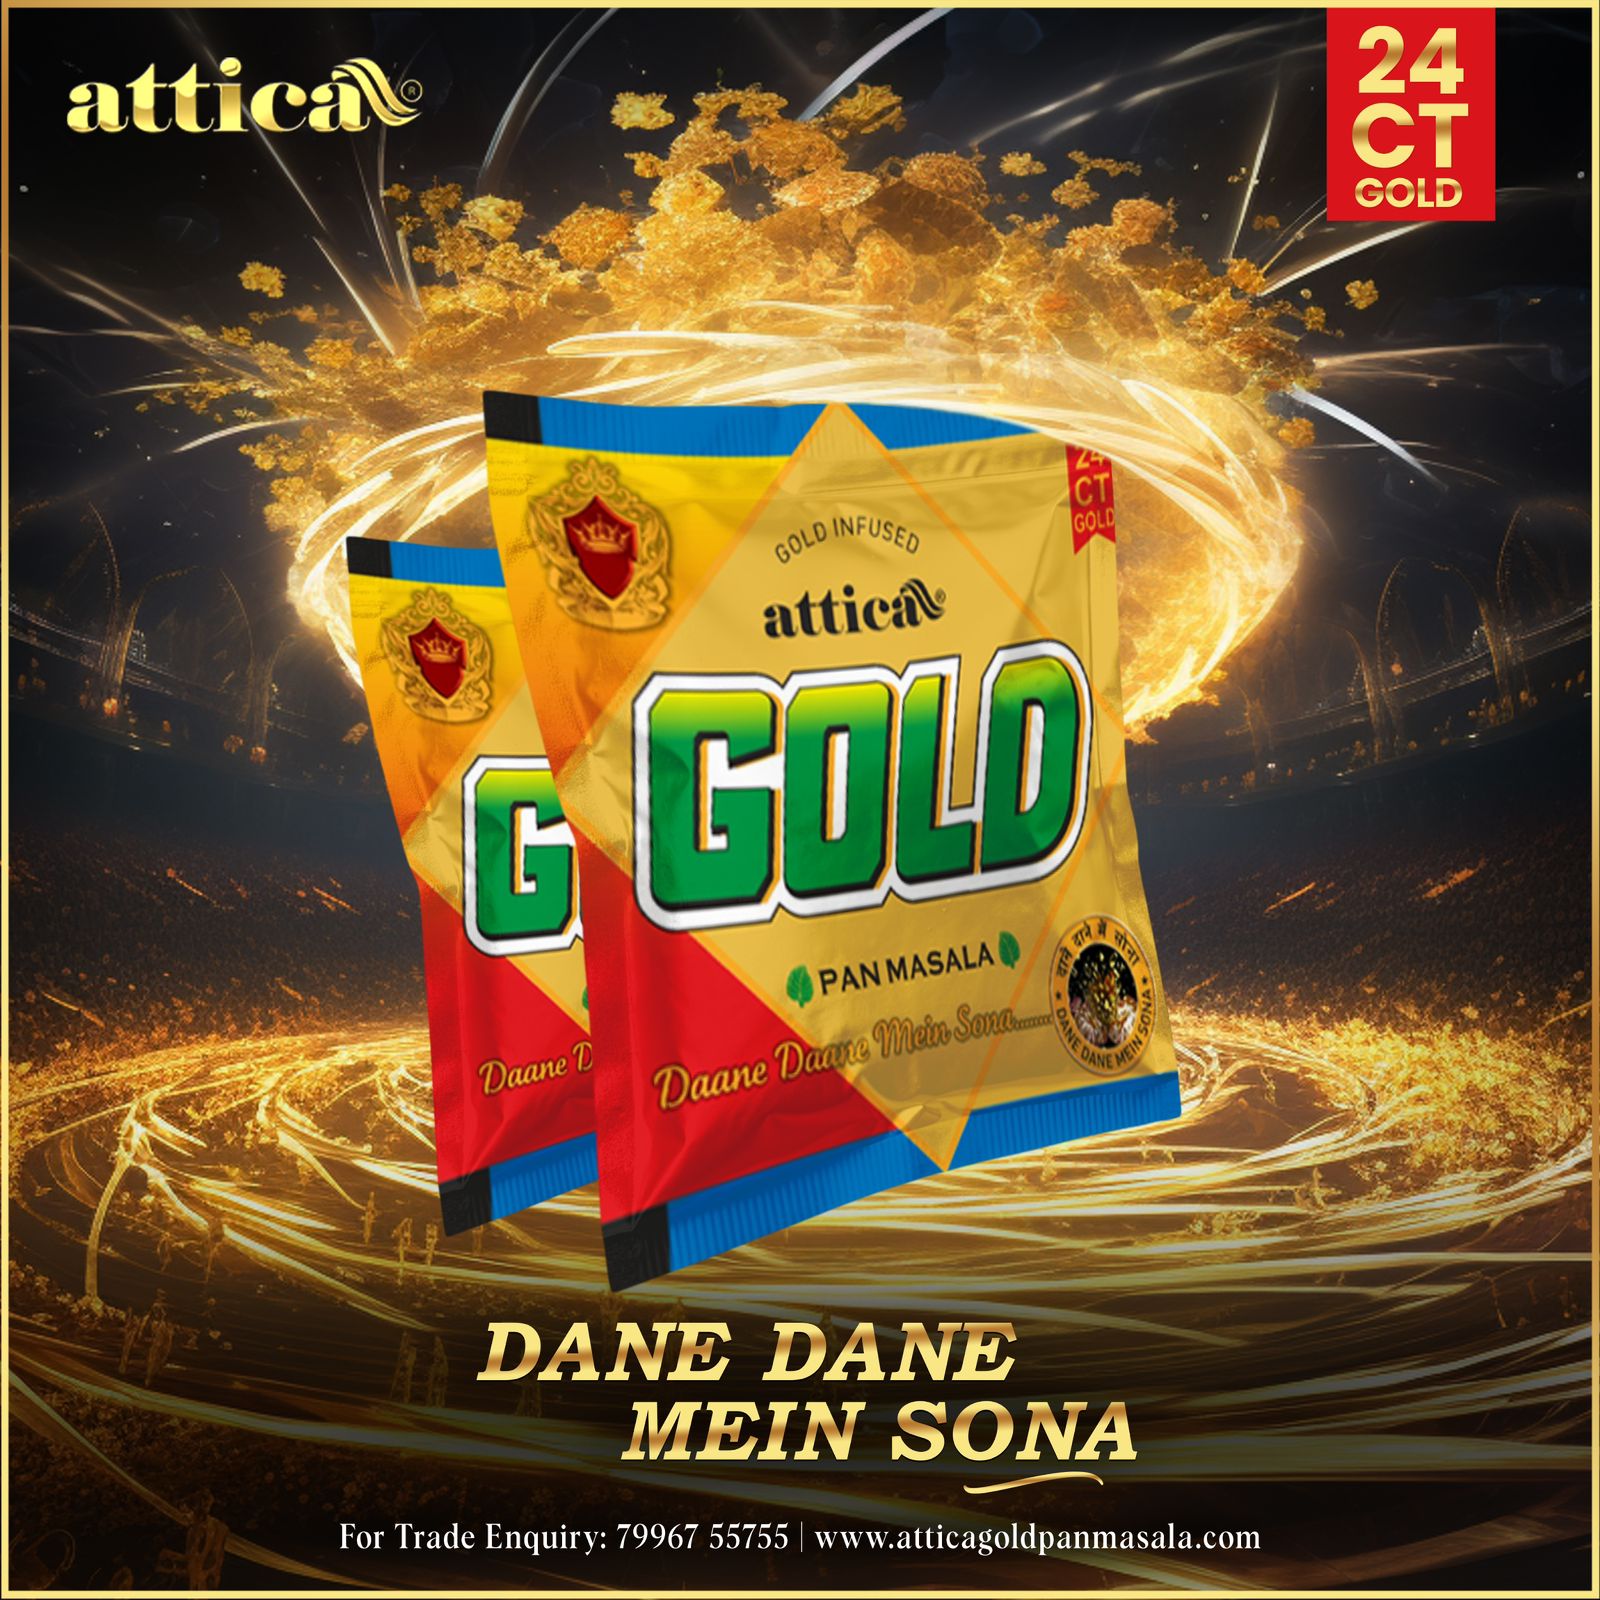 attica®
24
CT
GOLD
24
CT
GOLD
GOLD INFUSED
attica®
GOLD
PAN MASALA
Daane Daane Mein Sona........
दाने दाने में सोना
DANE DANE MEIN SONA
G
Daane D
DANE DANE
MEIN SONA
For Trade Enquiry: 79967 55755 | www.atticagoldpanmasala.com